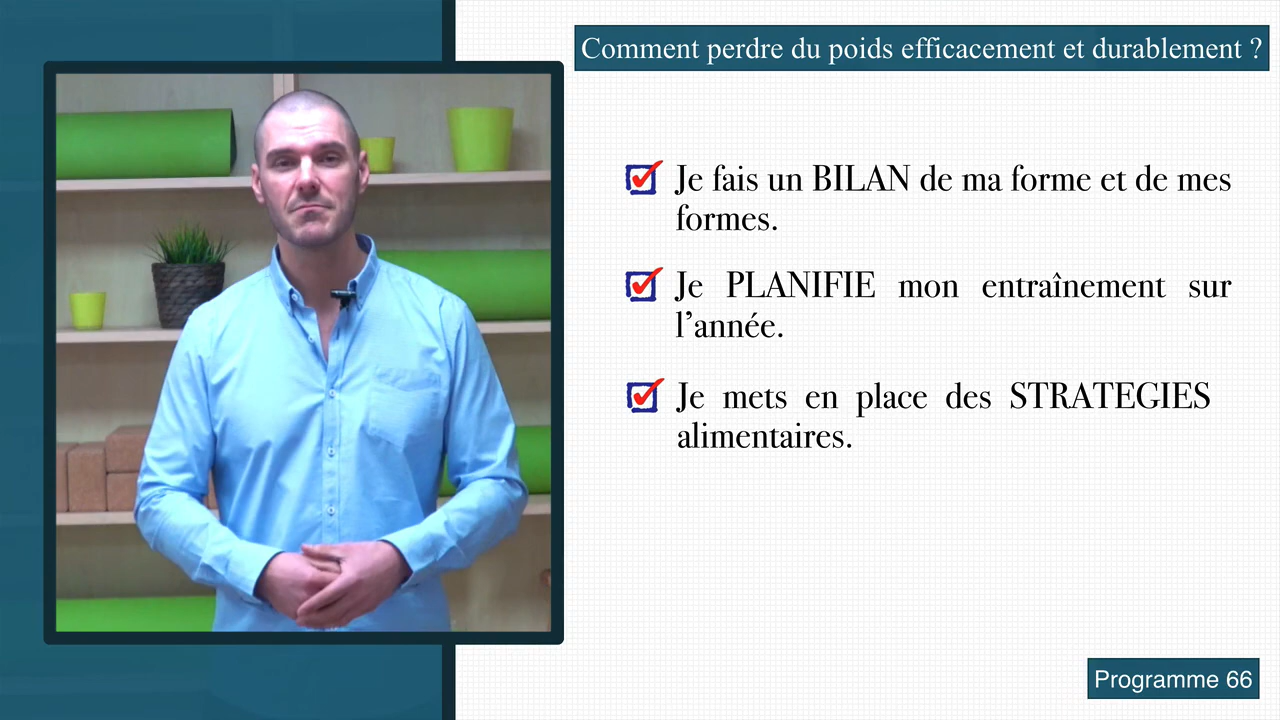 Comment perdre du poids efficacement et durablement ?
Je fais un BILAN de ma forme et de mes
formes.
Je PLANIFIE mon entraînement sur
l’année.
Je mets en place des STRATEGIES
alimentaires.
Programme 66